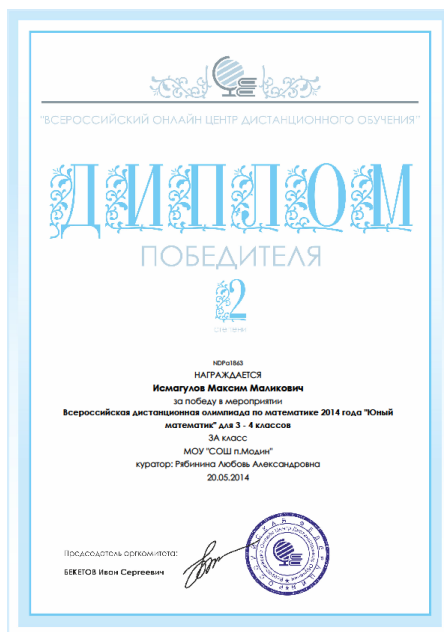 "ВСЕРОССИЙСКИЙ ОНЛАЙН ЦЕНТР ДИСТАНЦИОННОГО ОБУЧЕНИЯ"
ДИПЛОМ
ПОБЕДИТЕЛЯ
2
степени
NDPa1863
НАГРАЖДАЕТСЯ
Исмагулов Максим Маликович
за победу в мероприятии
Всероссийская дистанционная олимпиада по математике 2014 года "Юный
математик" для 3 - 4 классов
3А класс
МОУ "СОШ п.Модин"
куратор: Рябинина Любовь Александровна
20.05.2014
Председатель оргкомитета:
БЕКЕТОВ Иван Сергеевич